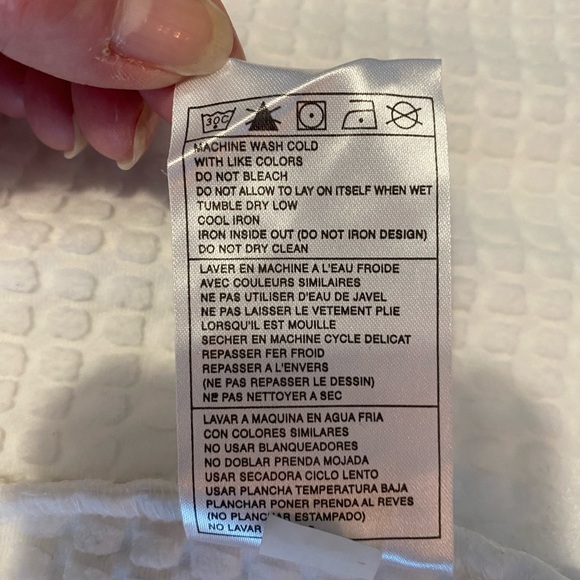 30C
MACHINE WASH COLD
WITH LIKE COLORS
DO NOT BLEACH
DO NOT ALLOW TO LAY ON ITSELF WHEN WET
TUMBLE DRY LOW
COOL IRON
IRON INSIDE OUT (DO NOT IRON DESIGN)
DO NOT DRY CLEAN
LAVER EN MACHINE A L'EAU FROIDE
AVEC COULEURS SIMILAIRES
NE PAS UTILISER D'EAU DE JAVEL
NE PAS LAISSER LE VETEMENT PLIE
LORSQU'IL EST MOUILLE
SECHER EN MACHINE CYCLE DELICAT
REPASSER FER FROID
REPASSER A L'ENVERS
(NE PAS REPASSER LE DESSIN)
NE PAS NETTOYER A SEC
LAVAR A MAQUINA EN AGUA FRIA
CON COLORES SIMILARES
NO USAR BLANQUEADORES
NO DOBLAR PRENDA MOJADA
USAR SECADORA CICLO LENTO
USAR PLANCHA TEMPERATURA BAJA
PLANCHAR PONER PRENDA AL REVES
(NO PLANCHAR ESTAMPADO)
NO LAVAR